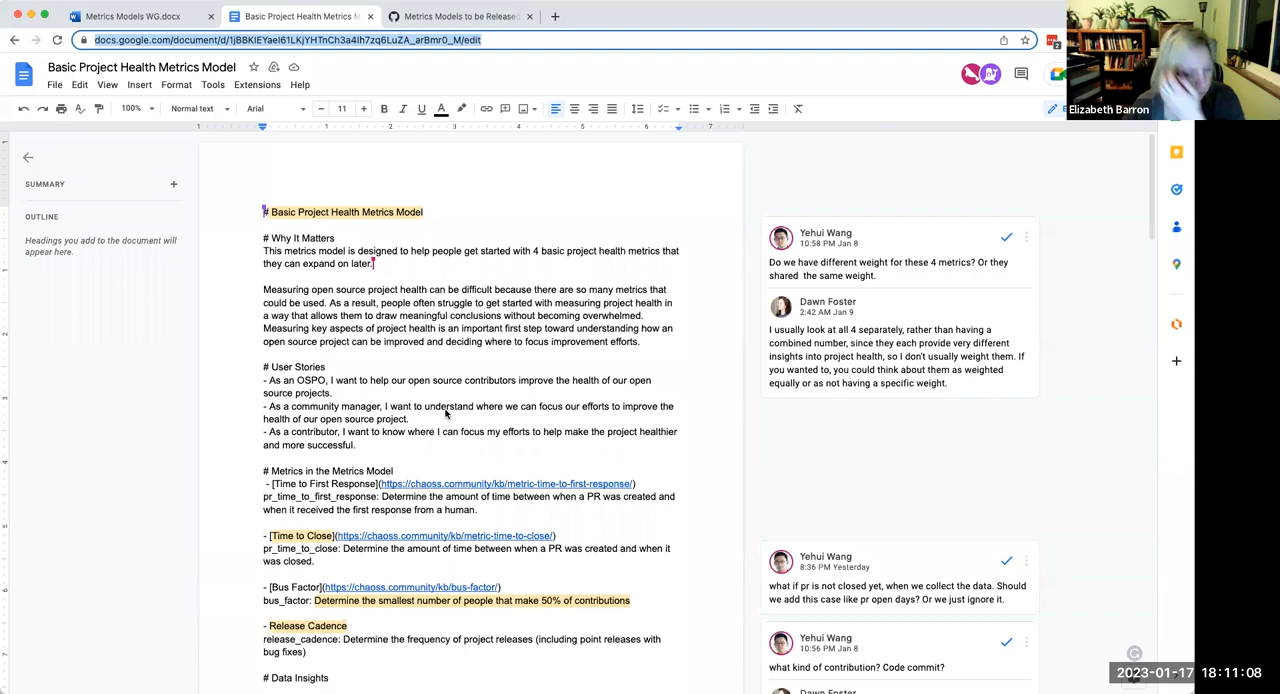 Metrics Models WG.docx
Basic Project Health Metrics M
Metrics Models to be Released
docs.google.com/document/d/1jBBKIEYaeI61LKjYHTnCh3a4Ih7zq6LuZA_arBmr0_M/edit
2
Basic Project Health Metrics Model
File Edit View Insert Format Tools Extensions Help
100% Normal text Arial 11
Elizabeth Barron
1 1 2 3 4 5 6 7
SUMMARY
OUTLINE
Headings you add to the document will
appear here.
# Basic Project Health Metrics Model
# Why It Matters
This metrics model is designed to help people get started with 4 basic project health metrics that
they can expand on later.
Measuring open source project health can be difficult because there are so many metrics that
could be used. As a result, people often struggle to get started with measuring project health in
a way that allows them to draw meaningful conclusions without becoming overwhelmed.
Measuring key aspects of project health is an important first step toward understanding how an
open source project can be improved and deciding where to focus improvement efforts.
# User Stories
- As an OSPO, I want to help our open source contributors improve the health of our open
source projects.
- As a community manager, I want to understand where we can focus our efforts to improve the
health of our open source project.
- As a contributor, I want to know where I can focus my efforts to help make the project healthier
and more successful.
# Metrics in the Metrics Model
- [Time to First Response](https://chaoss.community/kb/metric-time-to-first-response/)
pr_time_to_first_response: Determine the amount of time between when a PR was created and
when it received the first response from a human.
- [Time to Close](https://chaoss.community/kb/metric-time-to-close/)
pr_time_to_close: Determine the amount of time between when a PR was created and when it
was closed.
- [Bus Factor](https://chaoss.community/kb/bus-factor/)
bus_factor: Determine the smallest number of people that make 50% of contributions
- Release Cadence
release_cadence: Determine the frequency of project releases (including point releases with
bug fixes)
# Data Insights
Yehui Wang
10:58 PM Jan 8
Do we have different weight for these 4 metrics? Or they
shared the same weight.
Dawn Foster
2:42 AM Jan 9
I usually look at all 4 separately, rather than having a
combined number, since they each provide very different
insights into project health, so I don't usually weight them. If
you wanted to, you could think about them as weighted
equally or as not having a specific weight.
Yehui Wang
8:36 PM Yesterday
what if pr is not closed yet, when we collect the data. Should
we add this case like pr open days? Or we just ignore it.
Yehui Wang
10:56 PM Jan 8
what kind of contribution? Code commit?
Dawn Foster
2023-01-17 18:11:08